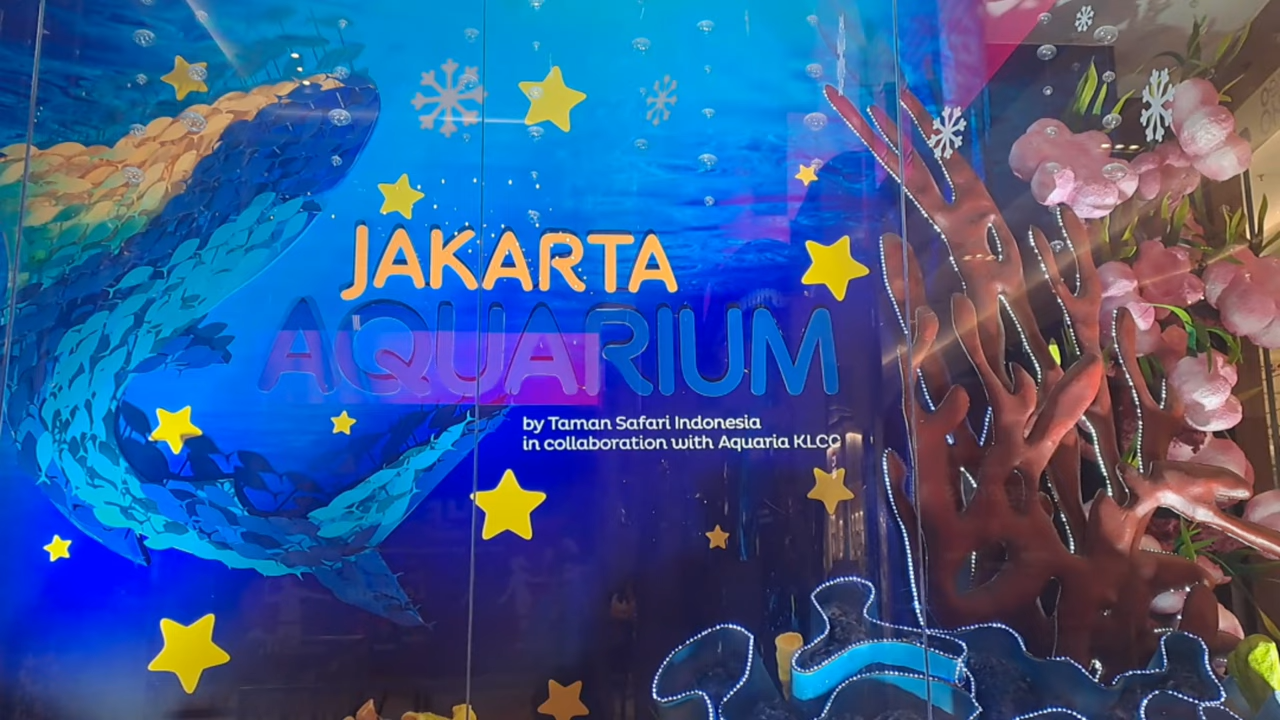 JAKARTA
AQUARIUM
by Taman Safari Indonesia
in collaboration with Aquaria KLCC